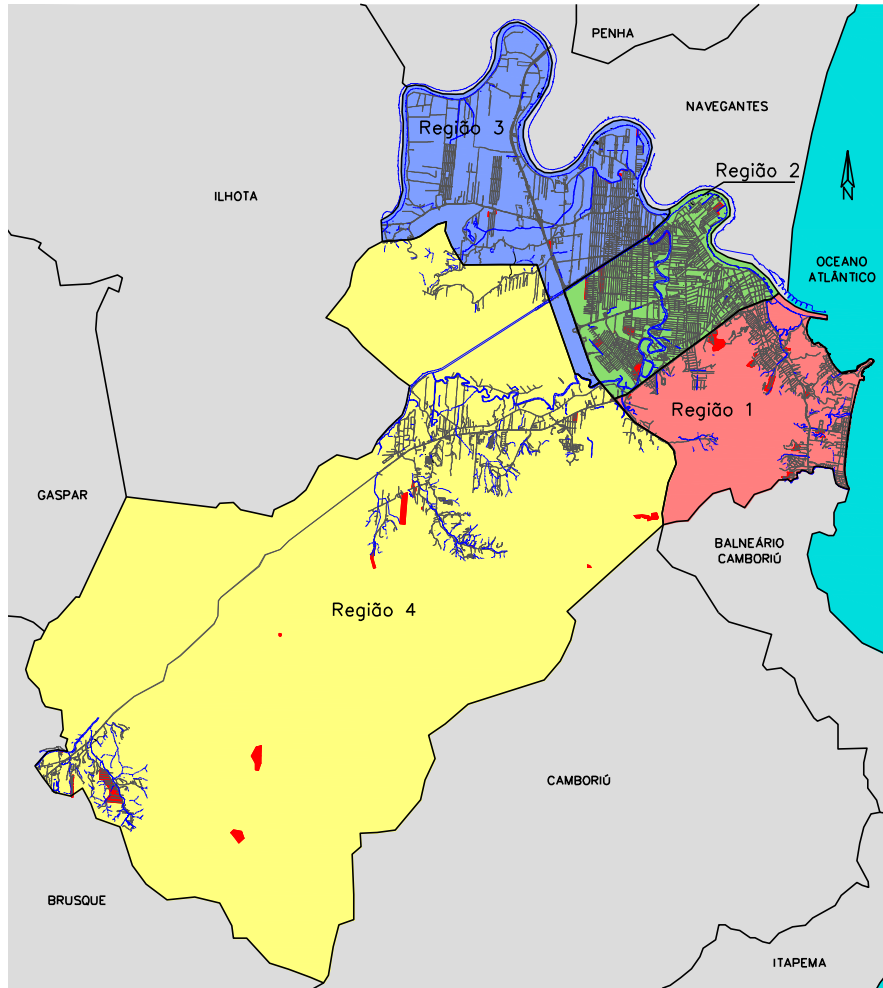 PENHA
NAVEGANTES
Região 3
Região 2
ILHOTA
OCEANO
ATLÂNTICO
Região 1
GASPAR
BALNEÁRIO
CAMBORIÚ
Região 4
CAMBORIÚ
BRUSQUE
ITAPEMA